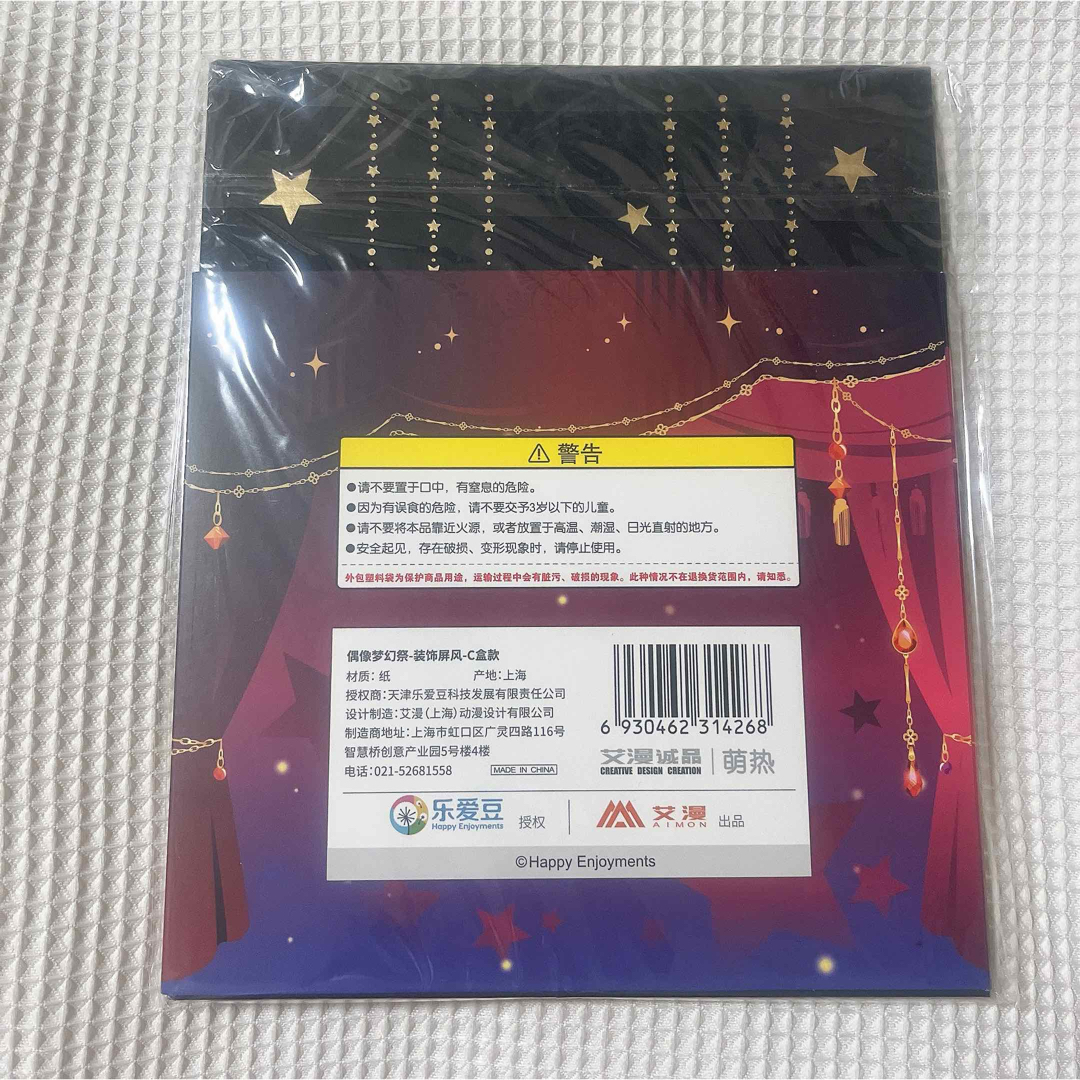 ⚠ 警告
●请不要置于口中，有窒息的危险。
●因为有误食的危险，请不要交予3岁以下的儿童。
●请不要将本品靠近火源，或者放置于高温、潮湿、日光直射的地方。
●安全起见，存在破损、变形现象时，请停止使用。
外包塑料袋为保护商品用途，运输过程中会有脏污、破损的现象。此种情况不在退换货范围内，请知悉。
偶像梦幻祭-装饰屏风-C盒款
材质：纸 产地：上海
授权商：天津乐爱豆科技发展有限责任公司
设计制造：艾漫（上海）动漫设计有限公司
制造商地址：上海市虹口区广灵四路116号
智慧桥创意产业园5号楼4楼
电话：021-52681558 MADE IN CHINA
6 930462 314268
艾漫诚品 萌热
CREATIVE DESIGN CREATION
乐爱豆 授权 艾漫 出品
Happy Enjoyments AIMON
©Happy Enjoyments